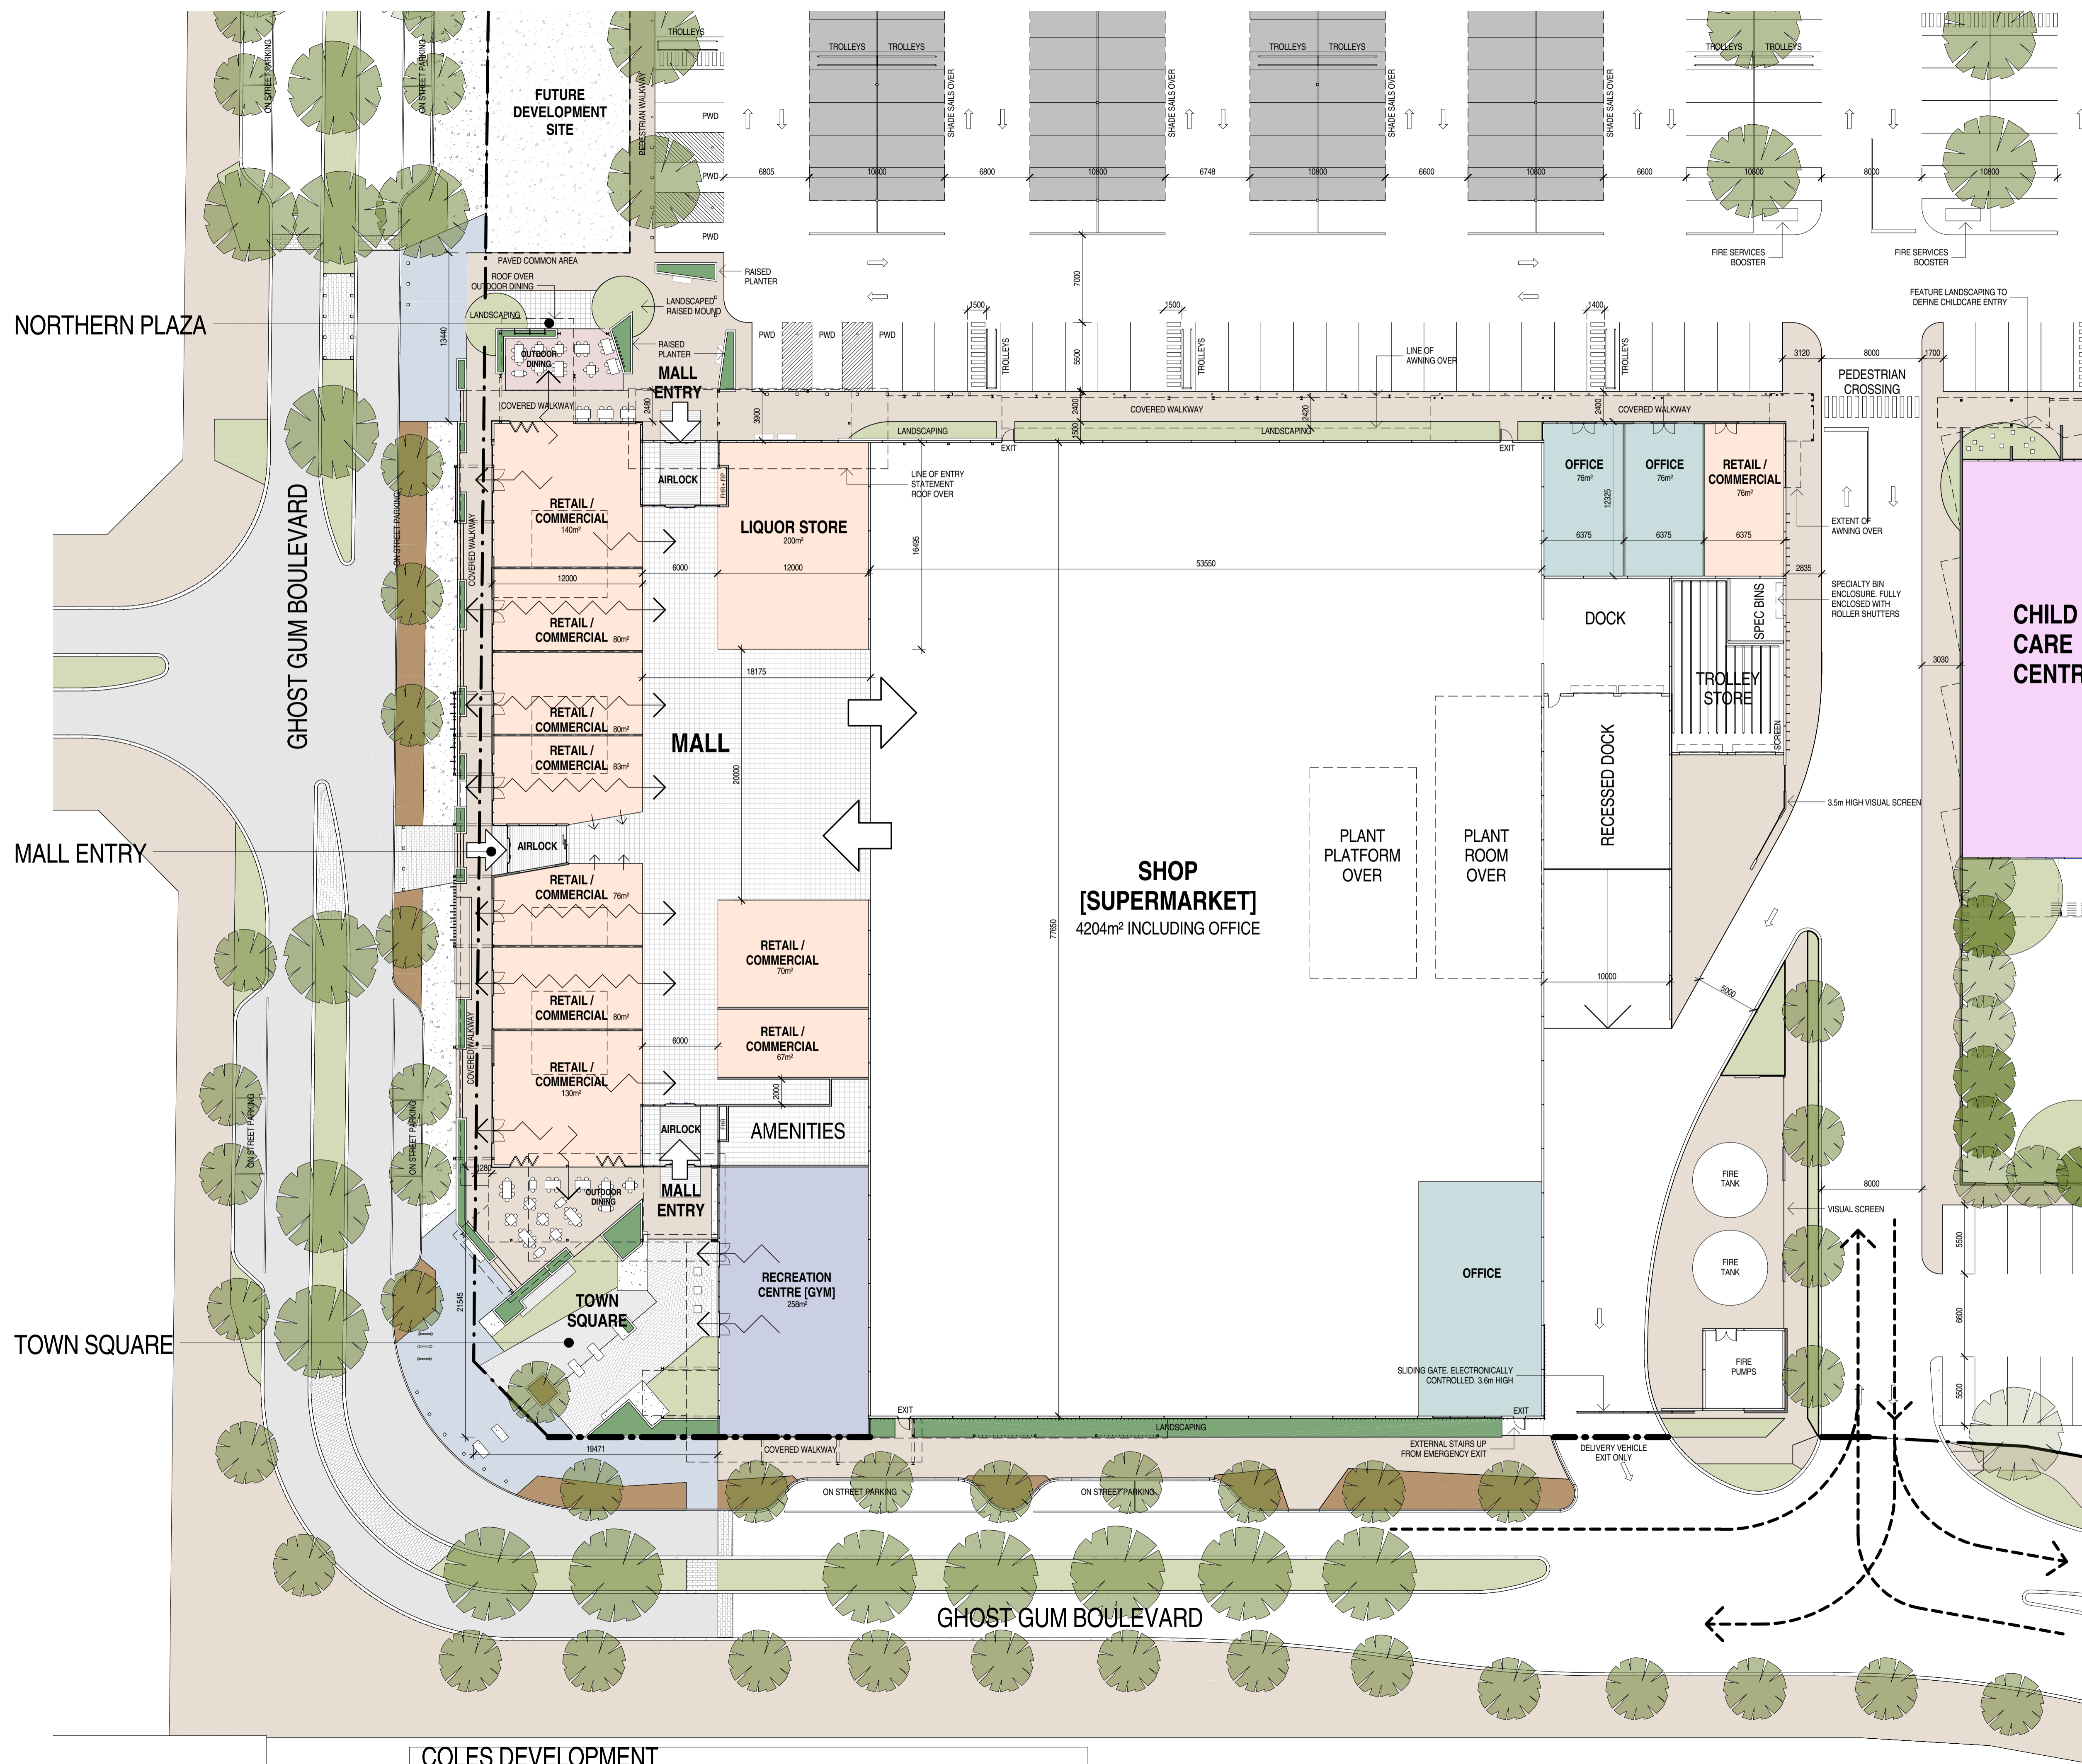 ON STREET PARKING
ON STREET PARKING
FUTURE
DEVELOPMENT
SITE
PEDESTRIAN WALKWAY
TROLLEYS
PWD
PWD
PWD
TROLLEYS TROLLEYS
SHADE SAILS OVER
SHADE SAILS OVER
TROLLEYS TROLLEYS
SHADE SAILS OVER
SHADE SAILS OVER
TROLLEYS TROLLEYS
6805
10800
6800
10800
6748
10800
6600
10800
6600
10800
8000
10800
FIRE SERVICES
BOOSTER
FIRE SERVICES
BOOSTER
PAVED COMMON AREA
ROOF OVER
OUTDOOR DINING
RAISED
PLANTER
LANDSCAPED
RAISED MOUND
LANDSCAPING
NORTHERN PLAZA
13440
OUTDOOR
DINING
RAISED
PLANTER
MALL
ENTRY
PWD
PWD
PWD
7000
5500
1500
1500
1400
TROLLEYS
TROLLEYS
TROLLEYS
LINE OF
AWNING OVER
FEATURE LANDSCAPING TO
DEFINE CHILDCARE ENTRY
3120
8000
1700
PEDESTRIAN
CROSSING
COVERED WALKWAY
2480
3900
2400
1500
COVERED WALKWAY
2420
2400
COVERED WALKWAY
LANDSCAPING
LANDSCAPING
EXIT
EXIT
GHOST GUM BOULEVARD
ON STREET PARKING
COVERED WALKWAY
RETAIL /
COMMERCIAL
140m²
AIRLOCK
FHR + FIP
LIQUOR STORE
200m²
LINE OF ENTRY
STATEMENT
ROOF OVER
16495
OFFICE
76m²
OFFICE
76m²
RETAIL /
COMMERCIAL
76m²
12325
6375
6375
6375
EXTENT OF
AWNING OVER
2835
12000
6000
12000
53550
RETAIL /
COMMERCIAL 80m²
SPECIALTY BIN
ENCLOSURE. FULLY
ENCLOSED WITH
ROLLER SHUTTERS
DOCK
SPEC BINS
TROLLEY
STORE
SCREEN
CHILD
CARE
CENTR
3030
18175
RETAIL /
COMMERCIAL 80m²
RETAIL /
COMMERCIAL 83m²
MALL
20000
RECESSED DOCK
3.5m HIGH VISUAL SCREEN
PLANT
PLATFORM
OVER
PLANT
ROOM
OVER
MALL ENTRY
AIRLOCK
SHOP
[SUPERMARKET]
4204m² INCLUDING OFFICE
77650
RETAIL /
COMMERCIAL 76m²
RETAIL /
COMMERCIAL
70m²
10000
5000
RETAIL /
COMMERCIAL 80m²
COVERED WALKWAY
RETAIL /
COMMERCIAL
67m²
6000
RETAIL /
COMMERCIAL
130m²
2000
ON STREET PARKING
ON STREET PARKING
AIRLOCK
FHR
AMENITIES
1280
OUTDOOR
DINING
MALL
ENTRY
FIRE
TANK
8000
VISUAL SCREEN
FIRE
TANK
5500
6600
5500
OFFICE
RECREATION
CENTRE [GYM]
258m²
TOWN
SQUARE
21545
TOWN SQUARE
SLIDING GATE. ELECTRONICALLY
CONTROLLED. 3.6m HIGH
FIRE
PUMPS
EXIT
EXIT
LANDSCAPING
19471
COVERED WALKWAY
EXTERNAL STAIRS UP
FROM EMERGENCY EXIT
DELIVERY VEHICLE
EXIT ONLY
ON STREET PARKING
ON STREET PARKING
GHOST GUM BOULEVARD
COLES DEVELOPMENT